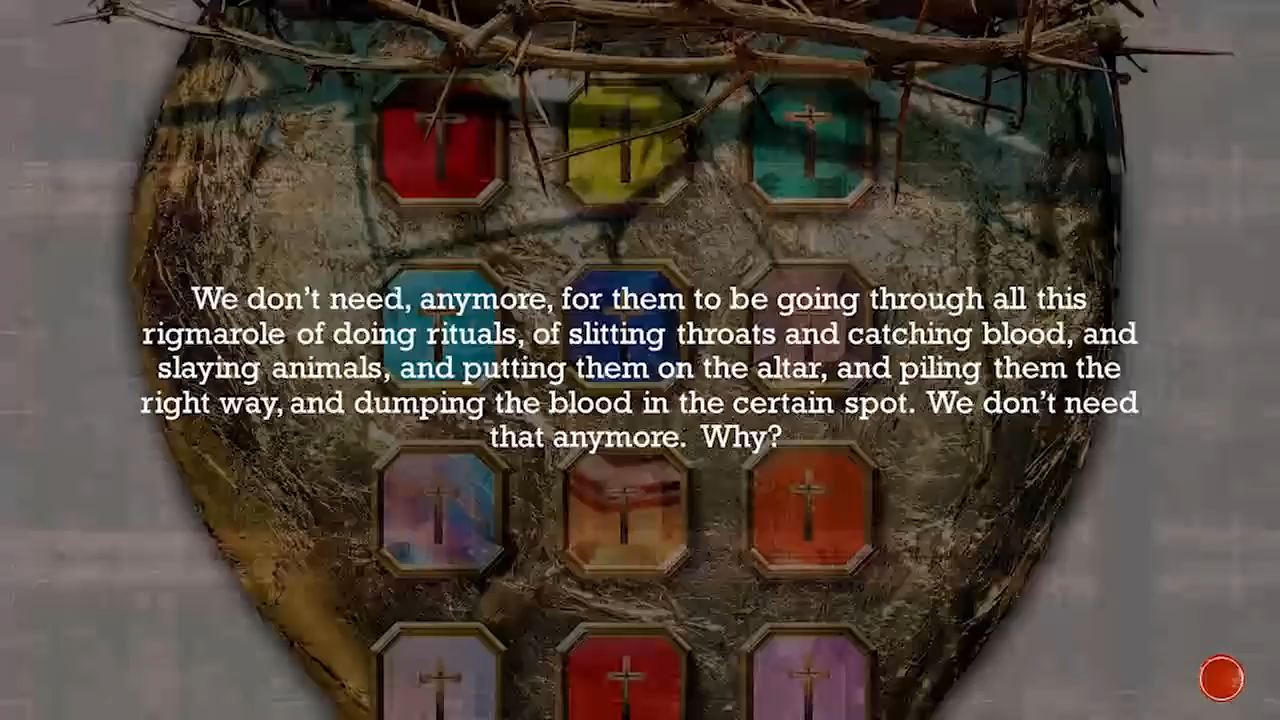 We don’t need, anymore, for them to be going through all this
rigmarole of doing rituals, of slitting throats and catching blood, and
slaying animals, and putting them on the altar, and piling them the
right way, and dumping the blood in the certain spot.  We don’t need
that anymore.  Why?